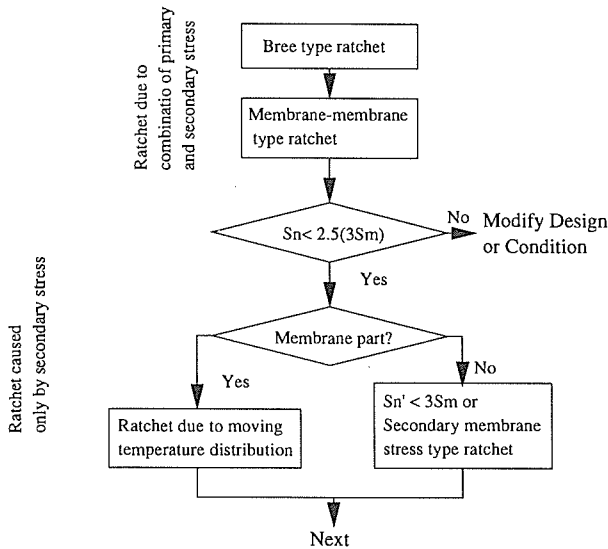 Ratchet due to
combinatio of primary
and secondary stress
Bree type ratchet
Membrane-membrane
type ratchet
Sn< 2.5(3Sm)
No
Modify Design
or Condition
Yes
Ratchet caused
only by secondary stress
Membrane part?
Yes
No
Ratchet due to moving
temperature distribution
Sn' < 3Sm or
Secondary membrane
stress type ratchet
Next